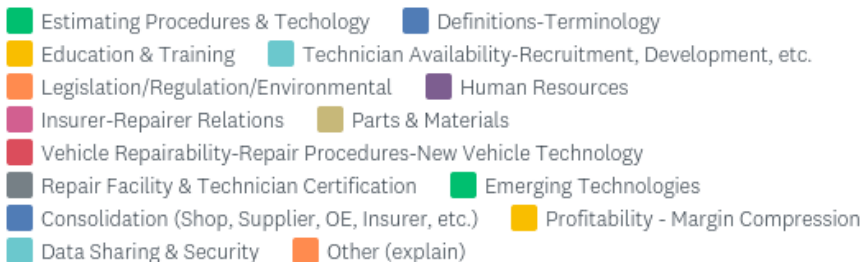 Estimating Procedures & Techology Definitions-Terminology
Education & Training Technician Availability-Recruitment, Development, etc.
Legislation/Regulation/Environmental Human Resources
Insurer-Repairer Relations Parts & Materials
Vehicle Repairability-Repair Procedures-New Vehicle Technology
Repair Facility & Technician Certification Emerging Technologies
Consolidation (Shop, Supplier, OE, Insurer, etc.) Profitability - Margin Compression
Data Sharing & Security Other (explain)